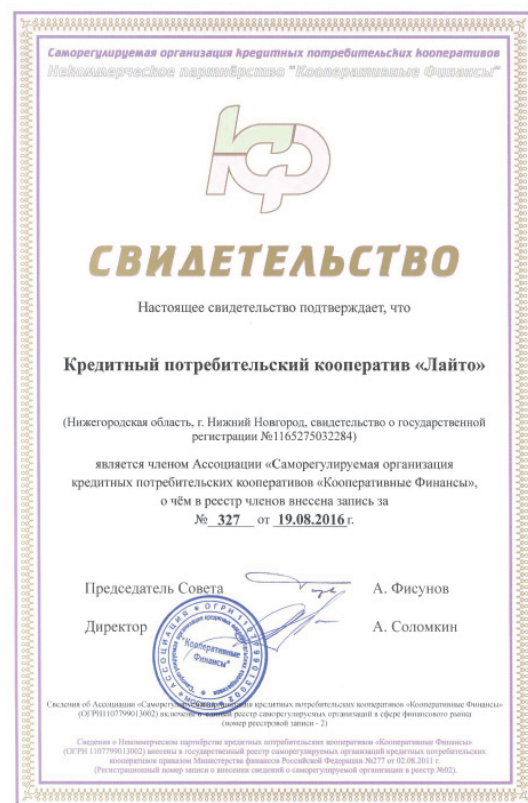 Саморегулируемая организация кредитных потребительских кооперативов
Некоммерческое партнёрство "Кооперативные Финансы"
КФ
СВИДЕТЕЛЬСТВО
Настоящее свидетельство подтверждает, что
Кредитный потребительский кооператив «Лайто»
(Нижегородская область, г. Нижний Новгород, свидетельство о государственной
регистрации №1165275032284)
является членом Ассоциации «Саморегулируемая организация
кредитных потребительских кооперативов «Кооперативные Финансы»,
о чём в реестр членов внесена запись за
№ 327 от 19.08.2016 г.
Председатель Совета А. Фисунов
Директор А. Соломкин
АССОЦИАЦИЯ ОГРН 1107799013002
"Кооперативные
Финансы"
Сведения об Ассоциации «Саморегулируемая организация кредитных потребительских кооперативов «Кооперативные Финансы»
(ОГРН1107799013002) включены в единый реестр саморегулируемых организаций в сфере финансового рынка
(номер реестровой записи - 2)
Сведения о Некоммерческом партнёрстве кредитных потребительских кооперативов «Кооперативные Финансы»
(ОГРН 1107799013002) внесены в государственный реестр саморегулируемых организаций кредитных потребительских
кооперативов приказом Министерства финансов Российской Федерации №277 от 02.08.2011 г.
(Регистрационный номер записи о внесении сведений о саморегулируемой организации в реестр №02).